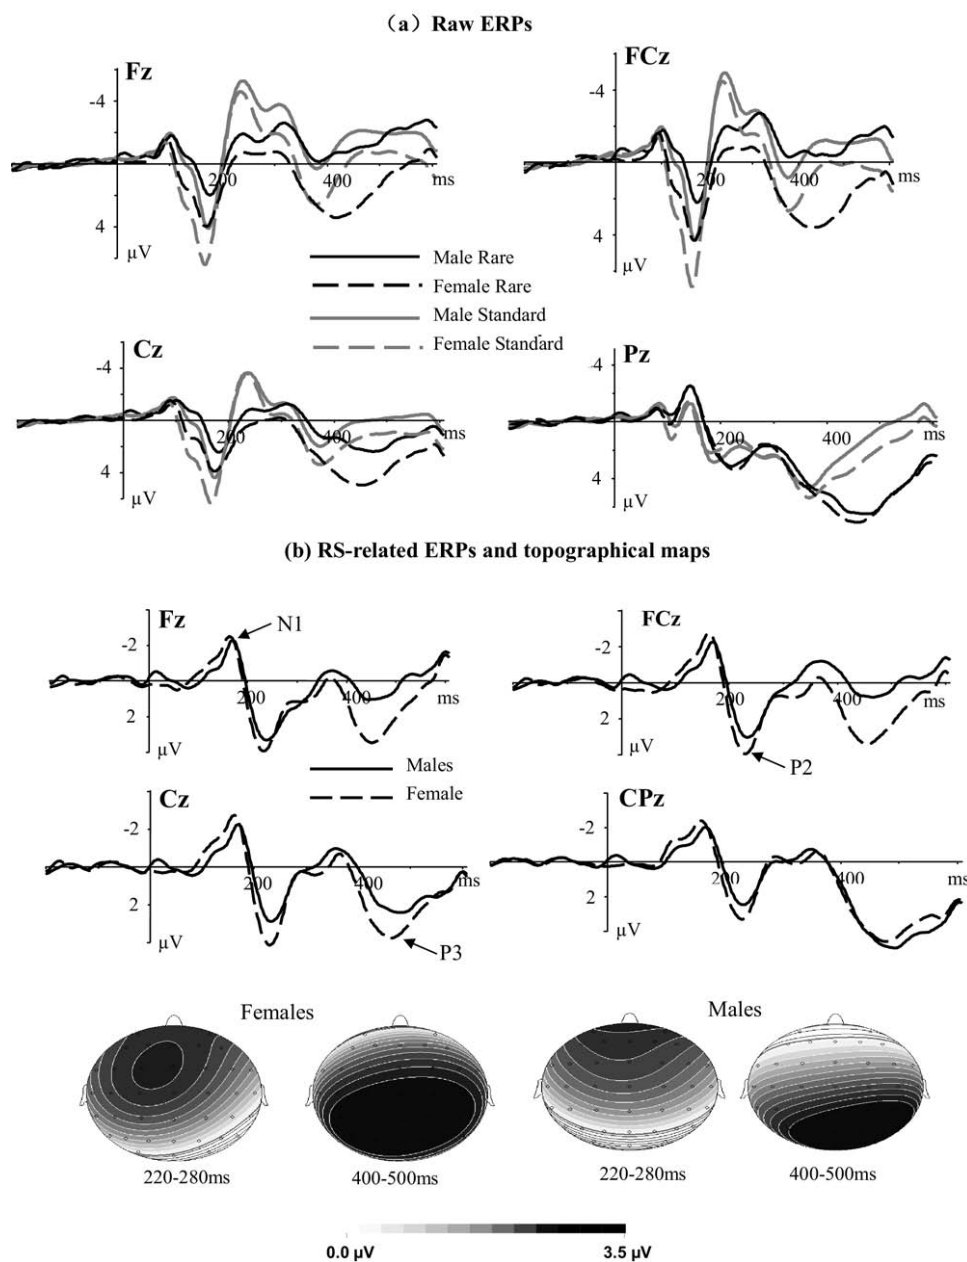 (a) Raw ERPs
Fz
-4
200
400
ms
4
µV
FCz
-4
200
400
ms
4
µV
Male Rare
Female Rare
Male Standard
Female Standard
Cz
-4
200
400
ms
4
µV
Pz
-4
200
400
ms
4
µV
(b) RS-related ERPs and topographical maps
Fz
N1
-2
200
400
ms
2
µV
FCz
-2
200
400
ms
2
µV
P2
Males
Female
Cz
-2
200
400
ms
2
µV
P3
CPz
-2
200
400
ms
2
µV
Females
Males
220-280ms
400-500ms
220-280ms
400-500ms
0.0 µV
3.5 µV